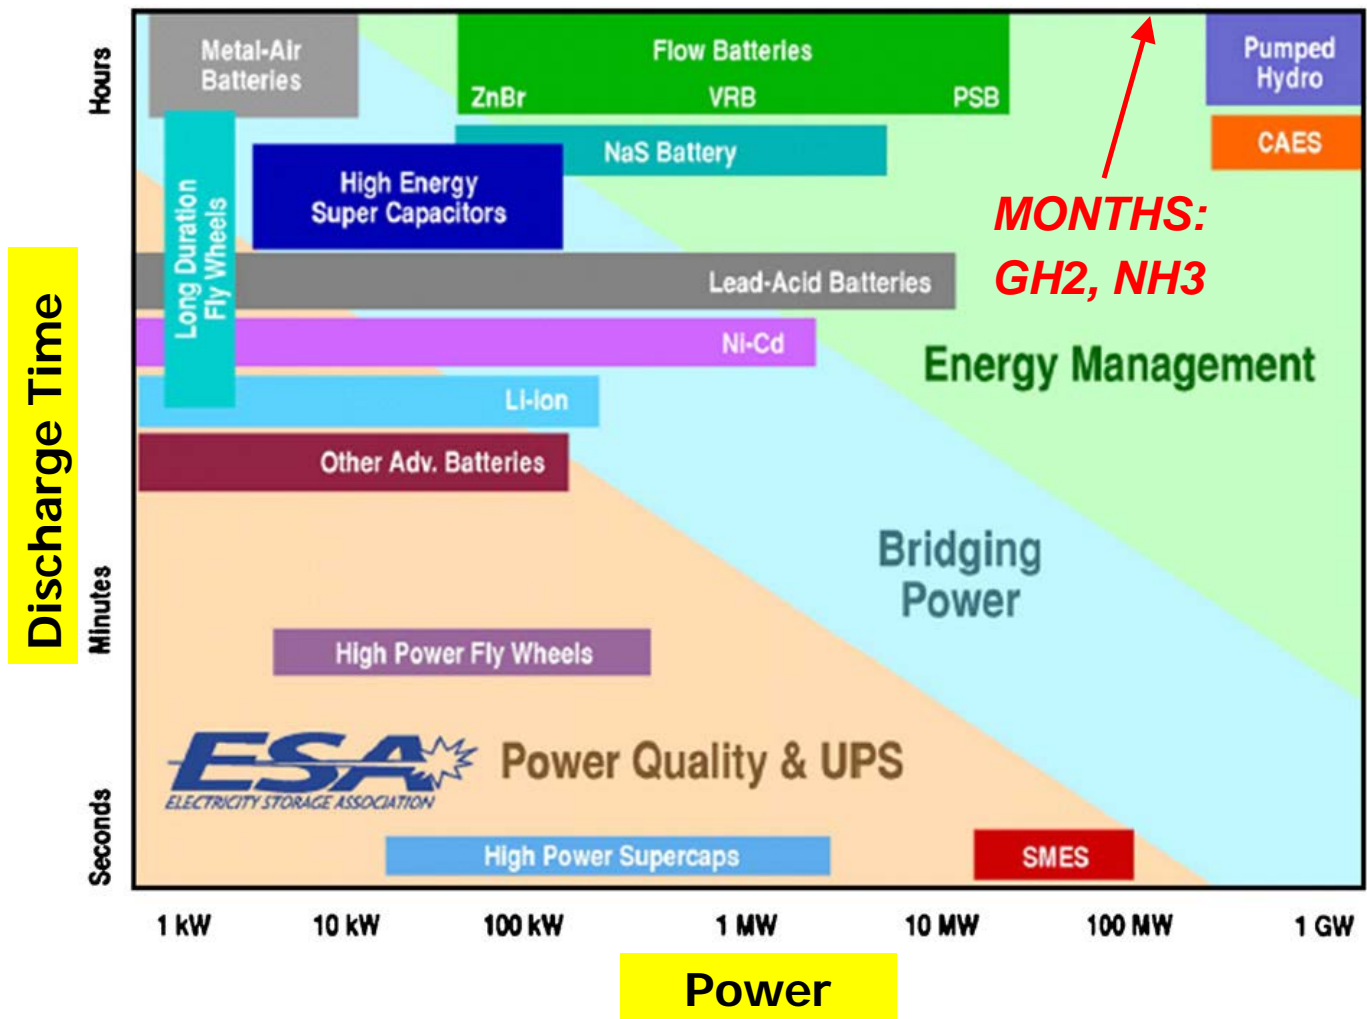 Metal-Air
Batteries
Flow Batteries
ZnBr VRB PSB
Pumped
Hydro
CAES
NaS Battery
High Energy
Super Capacitors
Long Duration
Fly Wheels
MONTHS:
GH2, NH3
Lead-Acid Batteries
Ni-Cd
Energy Management
Li-Ion
Other Adv. Batteries
Bridging
Power
High Power Fly Wheels
ESA
ELECTRICITY STORAGE ASSOCIATION
Power Quality & UPS
High Power Supercaps
SMES
Discharge Time
Hours
Minutes
Seconds
1 kW 10 kW 100 kW 1 MW 10 MW 100 MW 1 GW
Power